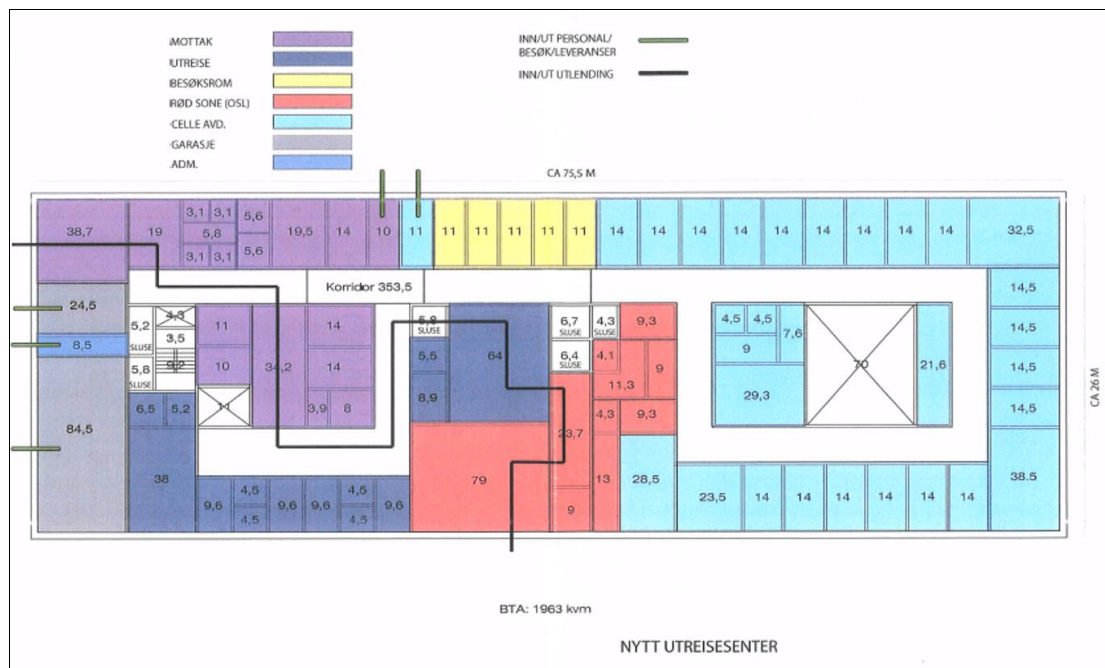 MOTTAK
UTREISE
BESØKSROM
RØD SONE (OSL)
CELLE AVD.
GARASJE
ADM.
INN/UT PERSONAL/
BESØK/LEVERANSER
INN/UT UTLENDING
CA 75,5 M
38,7
19
3,1 3,1
5,8
3,1 3,1
5,6
5,6
19,5
14
10
11
11 11 11 11 11
14 14 14 14 14 14 14 14 14
32,5
Korridor 353,5
24,5
8,5
84,5
5,2
SLUSE
5,8
SLUSE
4,3
3,5
9,2
11
10
11
34,2
14
14
3,9 8
5,8
SLUSE
5,5
8,9
64
6,7
SLUSE
6,4
SLUSE
4,3
SLUSE
9,3
4,1
11,3
9
4,3
9,3
23,7
9
13
28,5
79
6,5 5,2
38
9,6
4,5
4,5
9,6
9,6
4,5
4,5
9,6
4,5 4,5
7,6
9
29,3
70
21,6
14,5
14,5
14,5
14,5
38.5
23,5
14 14 14 14 14 14
CA 26 M
BTA: 1963 kvm
NYTT UTREISESENTER